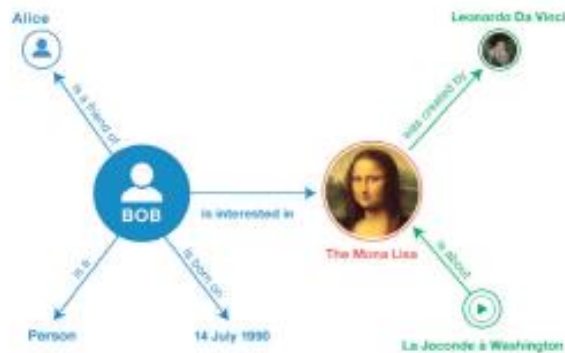 Alice
Leonardo Da Vinci
is a friend of
was created by
BOB
is interested in
The Mona Lisa
is a
is born on
is about
Person
14 July 1990
La Joconde à Washington